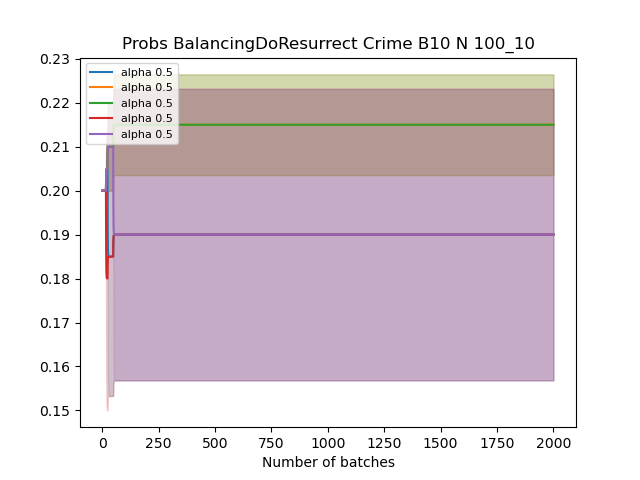 Probs BalancingDoResurrect Crime B10 N 100_10
0.23
0.22
0.21
0.20
0.19
0.18
0.17
0.16
0.15
alpha 0.5
alpha 0.5
alpha 0.5
alpha 0.5
alpha 0.5
0 250 500 750 1000 1250 1500 1750 2000
Number of batches